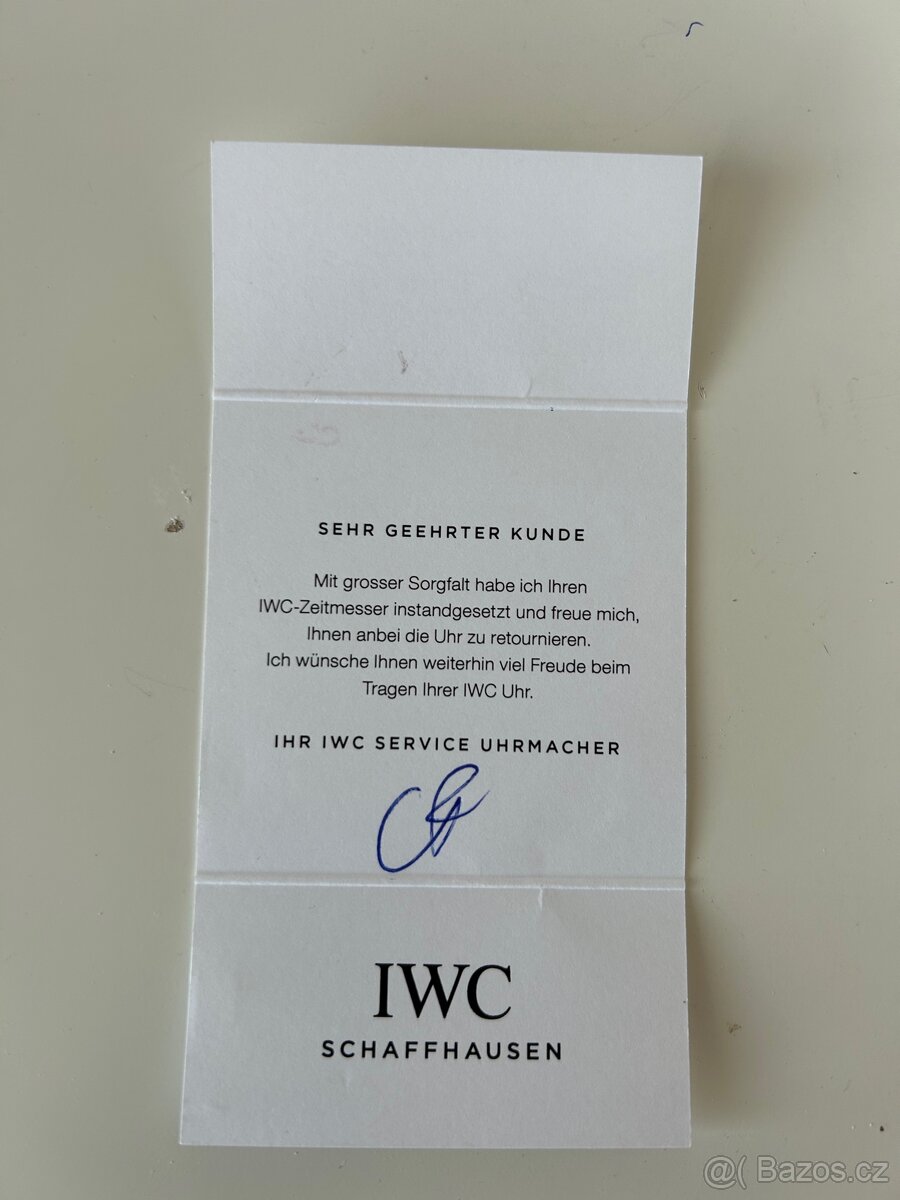 SEHR GEEHRTER KUNDE
Mit grosser Sorgfalt habe ich Ihren
IWC-Zeitmesser instandgesetzt und freue mich,
Ihnen anbei die Uhr zu retournieren.
Ich wünsche Ihnen weiterhin viel Freude beim
Tragen Ihrer IWC Uhr.
IHR IWC SERVICE UHRMACHER
IWC
SCHAFFHAUSEN
@( Bazos.cz